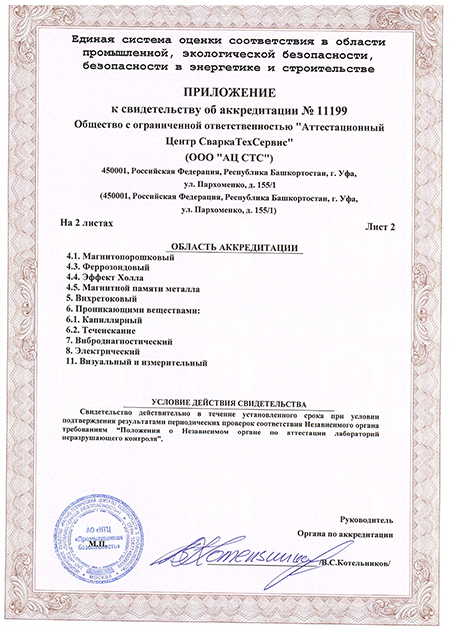 Единая система оценки соответствия в области
промышленной, экологической безопасности,
безопасности в энергетике и строительстве
ПРИЛОЖЕНИЕ
к свидетельству об аккредитации № 11199
Общество с ограниченной ответственностью "Аттестационный
Центр СваркаТехСервис"
(ООО "АЦ СТС")
450001, Российская Федерация, Республика Башкортостан, г. Уфа,
ул. Пархоменко, д. 155/1
(450001, Российская Федерация, Республика Башкортостан, г. Уфа,
ул. Пархоменко, д. 155/1)
На 2 листах
Лист 2
ОБЛАСТЬ АККРЕДИТАЦИИ
4.1. Магнитопорошковый
4.3. Феррозондовый
4.4. Эффект Холла
4.5. Магнитной памяти металла
5. Вихретоковый
6. Проникающими веществами:
6.1. Капиллярный
6.2. Течеискание
7. Вибродиагностический
8. Электрический
11. Визуальный и измерительный
УСЛОВИЕ ДЕЙСТВИЯ СВИДЕТЕЛЬСТВА
Свидетельство действительно в течение установленного срока при условии
подтверждения результатами периодических проверок соответствия Независимого органа
требованиям "Положения о Независимом органе по аттестации лабораторий
неразрушающего контроля".
Руководитель
Органа по аккредитации
АО «НТЦ
«Промышленная
безопасность»
М.П.
МОСКВА
/В.С.Котельников/